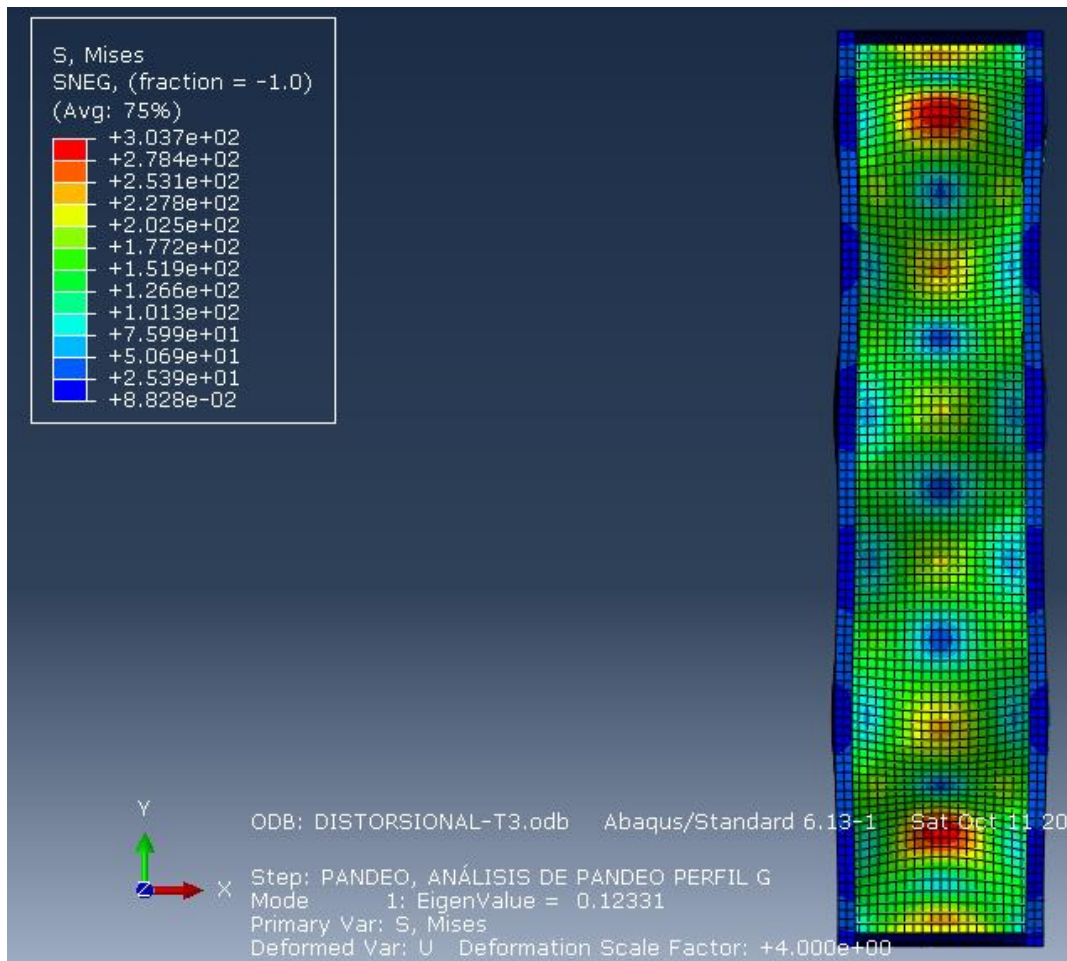 S, Mises
SNEG, (fraction = -1.0)
(Avg: 75%)
+3.037e+02
+2.784e+02
+2.531e+02
+2.278e+02
+2.025e+02
+1.772e+02
+1.519e+02
+1.266e+02
+1.013e+02
+7.599e+01
+5.069e+01
+2.539e+01
+8.828e-02
Y
Z X
ODB: DISTORSIONAL-T3.odb Abaqus/Standard 6.13-1 Sat Oct 11 20
Step: PANDEO, ANÁLISIS DE PANDEO PERFIL G
Mode 1: EigenValue = 0.12331
Primary Var: S, Mises
Deformed Var: U Deformation Scale Factor: +4.000e+00